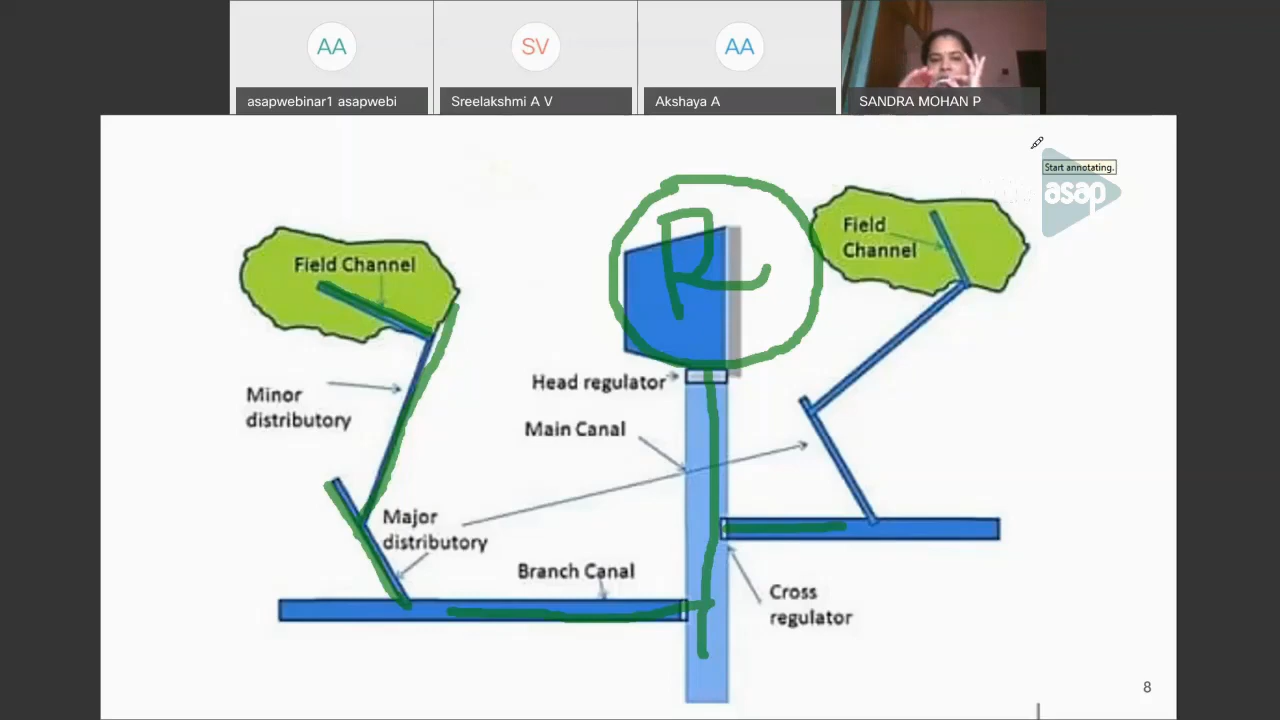 AA
SV
AA
asapwebinar1 asapwebi
Sreelakshmi A V
Akshaya A
SANDRA MOHAN P
Start annotating.
asap
R
Field
Channel
Field Channel
Head regulator
Minor
distributory
Main Canal
Major
distributory
Branch Canal
Cross
regulator
8